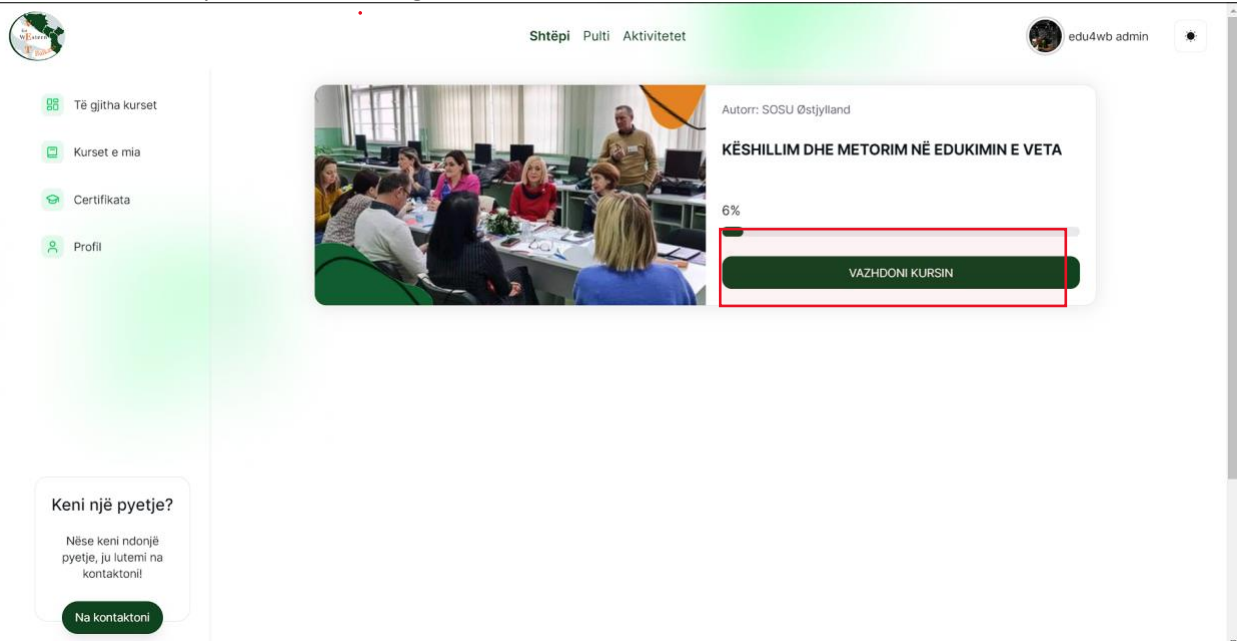 Shtëpi Pulti Aktivitetet
edu4wb admin
Të gjitha kurset
Kurset e mia
Certifikata
Profil
Autorr: SOSU Østjylland
KËSHILLIM DHE METORIM NË EDUKIMIN E VETA
6%
VAZHDONI KURSIN
Keni një pyetje?
Nëse keni ndonjë
pyetje, ju lutemi na
kontaktoni!
Na kontaktoni